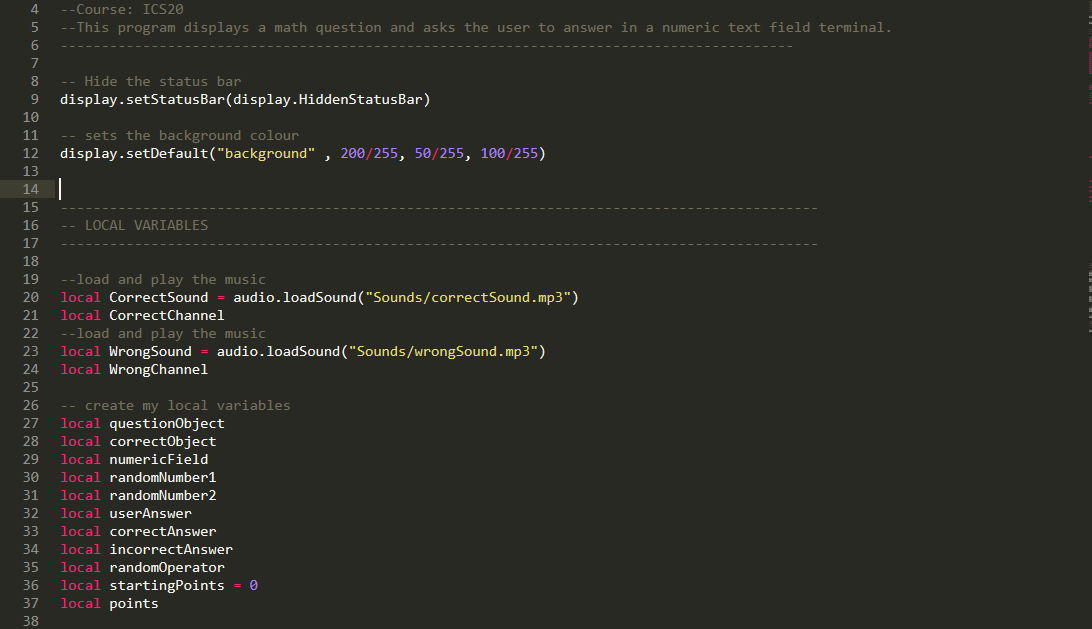 4 --Course: ICS20
5 --This program displays a math question and asks the user to answer in a numeric text field terminal.
6 -----------------------------------------------------------------------------------------
7
8 -- Hide the status bar
9 display.setStatusBar(display.HiddenStatusBar)
10
11 -- sets the background colour
12 display.setDefault("background" , 200/255, 50/255, 100/255)
13
14
15 --------------------------------------------------------------------------------------------
16 -- LOCAL VARIABLES
17 --------------------------------------------------------------------------------------------
18
19 --load and play the music
20 local CorrectSound = audio.loadSound("Sounds/correctSound.mp3")
21 local CorrectChannel
22 --load and play the music
23 local WrongSound = audio.loadSound("Sounds/wrongSound.mp3")
24 local WrongChannel
25
26 -- create my local variables
27 local questionObject
28 local correctObject
29 local numericField
30 local randomNumber1
31 local randomNumber2
32 local userAnswer
33 local correctAnswer
34 local incorrectAnswer
35 local randomOperator
36 local startingPoints = 0
37 local points
38